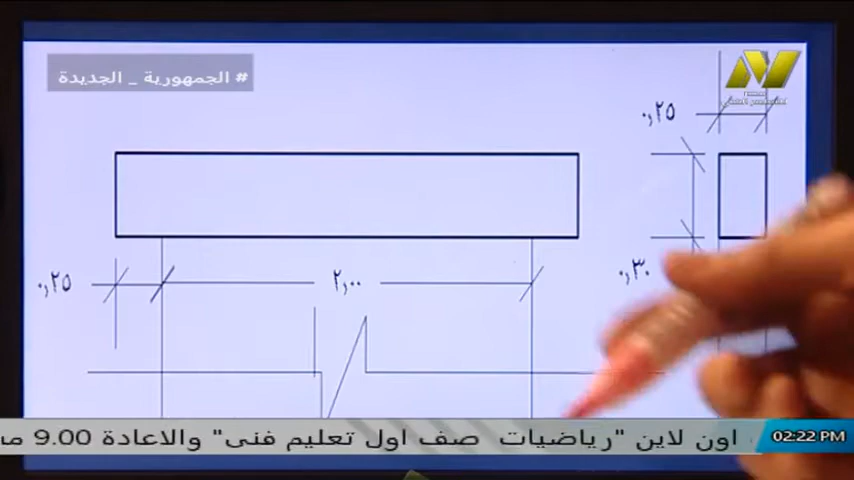 # الجمهورية _ الجديدة
٠,٢٥
٠,٢٥
٢,٠٠
٠,٣٠
اون لاين "رياضيات صف اول تعليم فنى" والاعادة 9.00
02:22 PM